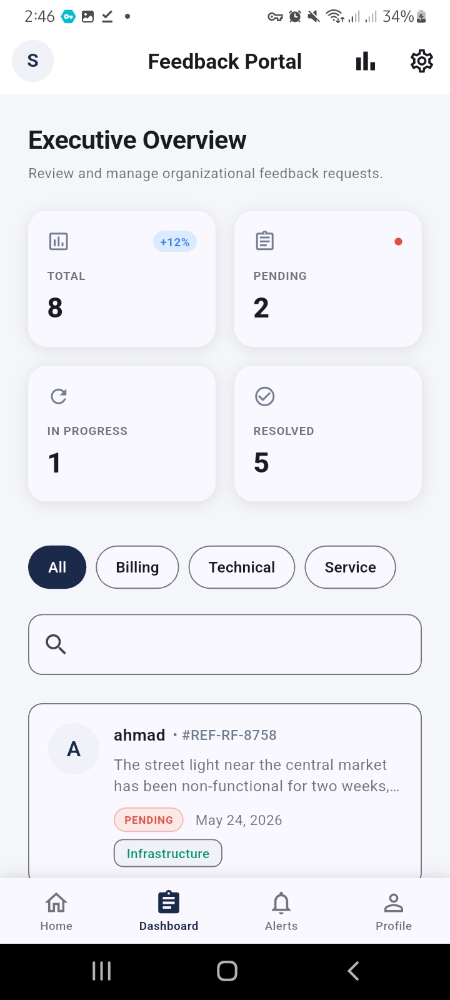 2:46
34%
S
Feedback Portal
Executive Overview
Review and manage organizational feedback requests.
+12%
TOTAL
8
PENDING
2
IN PROGRESS
1
RESOLVED
5
All
Billing
Technical
Service
A
ahmad • #REF-RF-8758
The street light near the central market
has been non-functional for two weeks,...
PENDING
May 24, 2026
Infrastructure
Home
Dashboard
Alerts
Profile